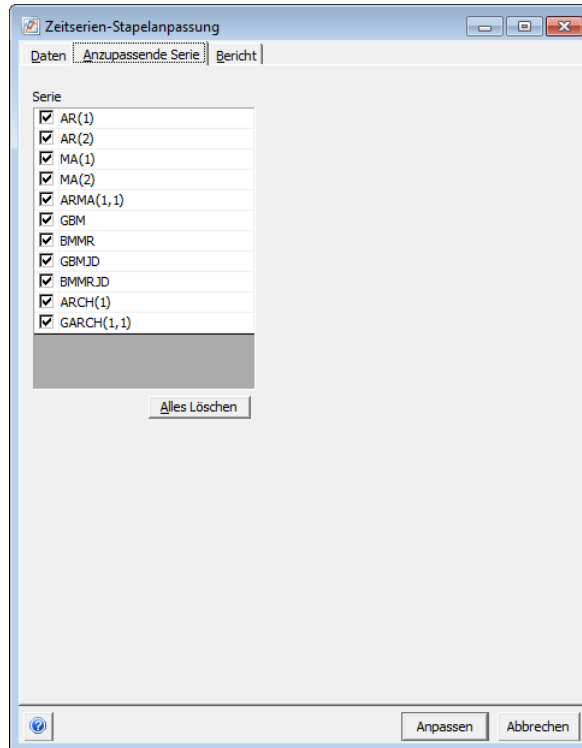 Zeitserien-Stapelanpassung
Daten Anzupassende Serie Bericht
Serie
AR(1)
AR(2)
MA(1)
MA(2)
ARMA(1,1)
GBM
BMMR
GBMJD
BMMRJD
ARCH(1)
GARCH(1,1)
Alles Löschen
Anpassen Abbrechen